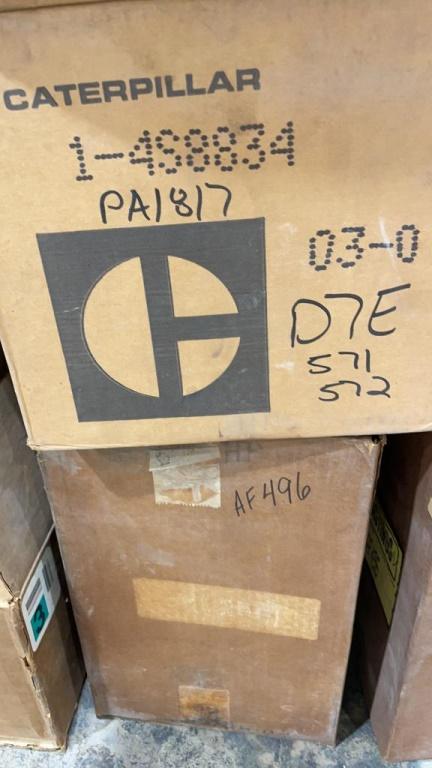 CATERPILLAR
1-4S8834
PA1817
03-0
D7E
571
572
AF496